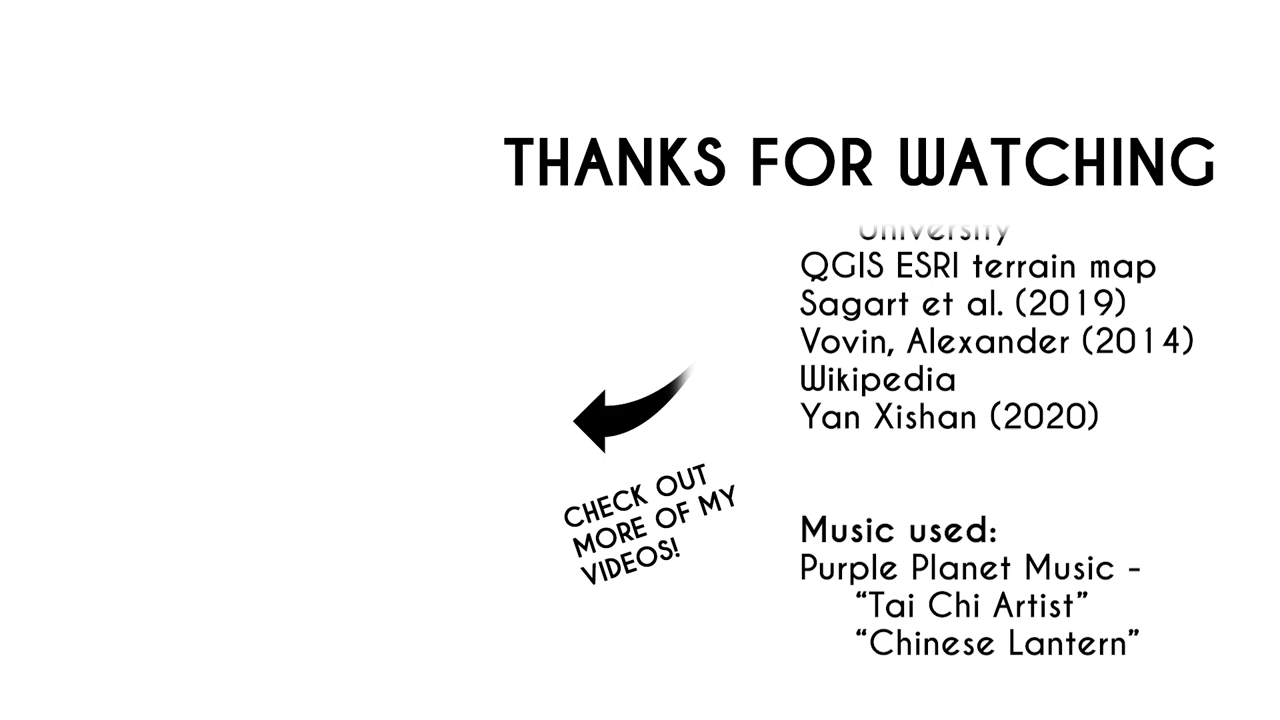 THANKS FOR WATCHING
University
QGIS ESRI terrain map
Sagart et al. (2019)
Vovin, Alexander (2014)
Wikipedia
Yan Xishan (2020)
CHECK OUT
MORE OF MY
VIDEOS!
Music used:
Purple Planet Music -
“Tai Chi Artist”
“Chinese Lantern”